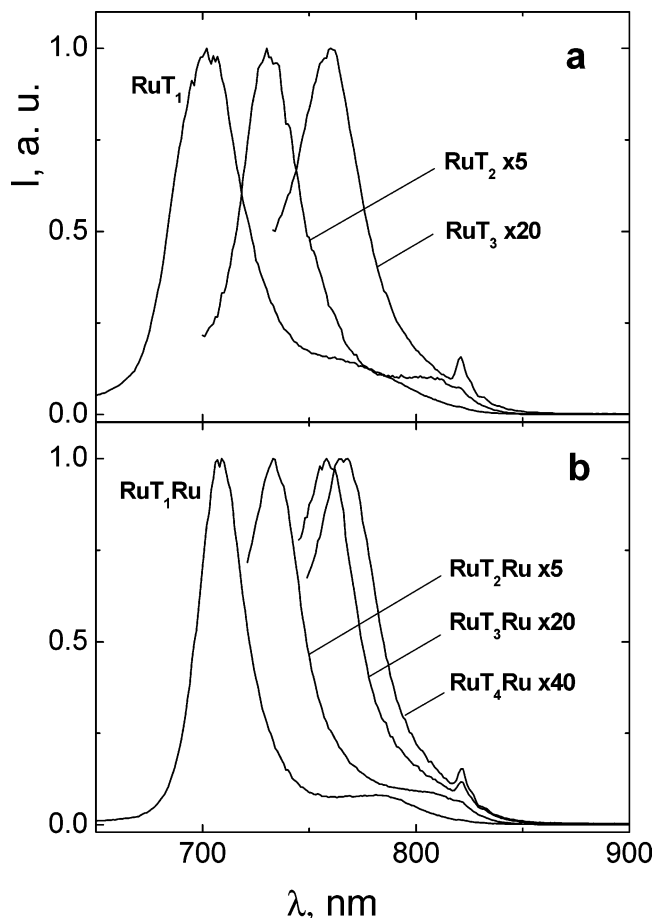 a
RuT₁
RuT₂ x5
RuT₃ x20
I, a. u.
1.0
0.5
0.0
b
RuT₁Ru
RuT₂Ru x5
RuT₃Ru x20
RuT₄Ru x40
1.0
0.5
0.0
700 800 900
λ, nm